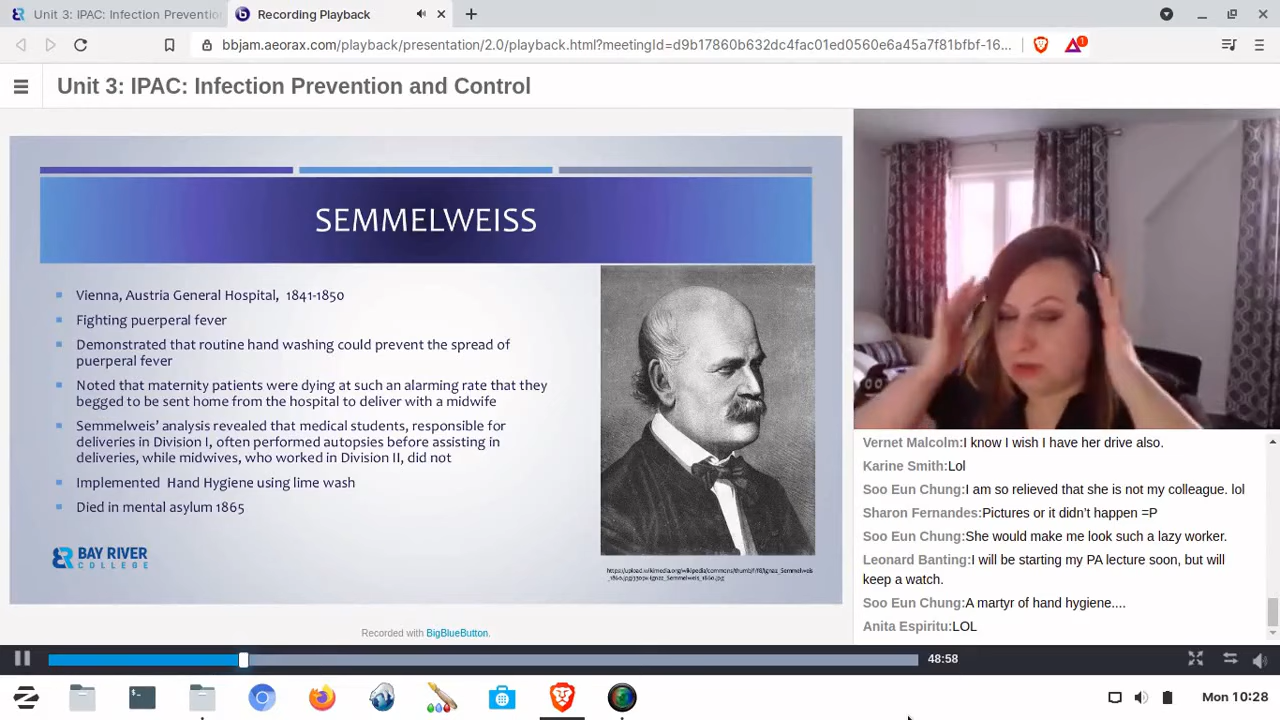 Unit 3: IPAC: Infection Preventio
Recording Playback
bbjam.aeorax.com/playback/presentation/2.0/playback.html?meetingId=d9b17860b632dc4fac01ed0560e6a45a7f81bfbf-16...
1
Unit 3: IPAC: Infection Prevention and Control
SEMMELWEISS
Vienna, Austria General Hospital, 1841-1850
Fighting puerperal fever
Demonstrated that routine hand washing could prevent the spread of
puerperal fever
Noted that maternity patients were dying at such an alarming rate that they
begged to be sent home from the hospital to deliver with a midwife
Semmelweis' analysis revealed that medical students, responsible for
deliveries in Division I, often performed autopsies before assisting in
deliveries, while midwives, who worked in Division II, did not
Implemented Hand Hygiene using lime wash
Died in mental asylum 1865
BAY RIVER
COLLEGE
Recorded with BigBlueButton.
Vernet Malcolm:I know I wish I have her drive also.
Karine Smith:Lol
Soo Eun Chung:I am so relieved that she is not my colleague. lol
Sharon Fernandes:Pictures or it didn't happen =P
Soo Eun Chung:She would make me look such a lazy worker.
Leonard Banting:I will be starting my PA lecture soon, but will
keep a watch.
Soo Eun Chung:A martyr of hand hygiene....
Anita Espiritu:LOL
48:58
Mon 10:28